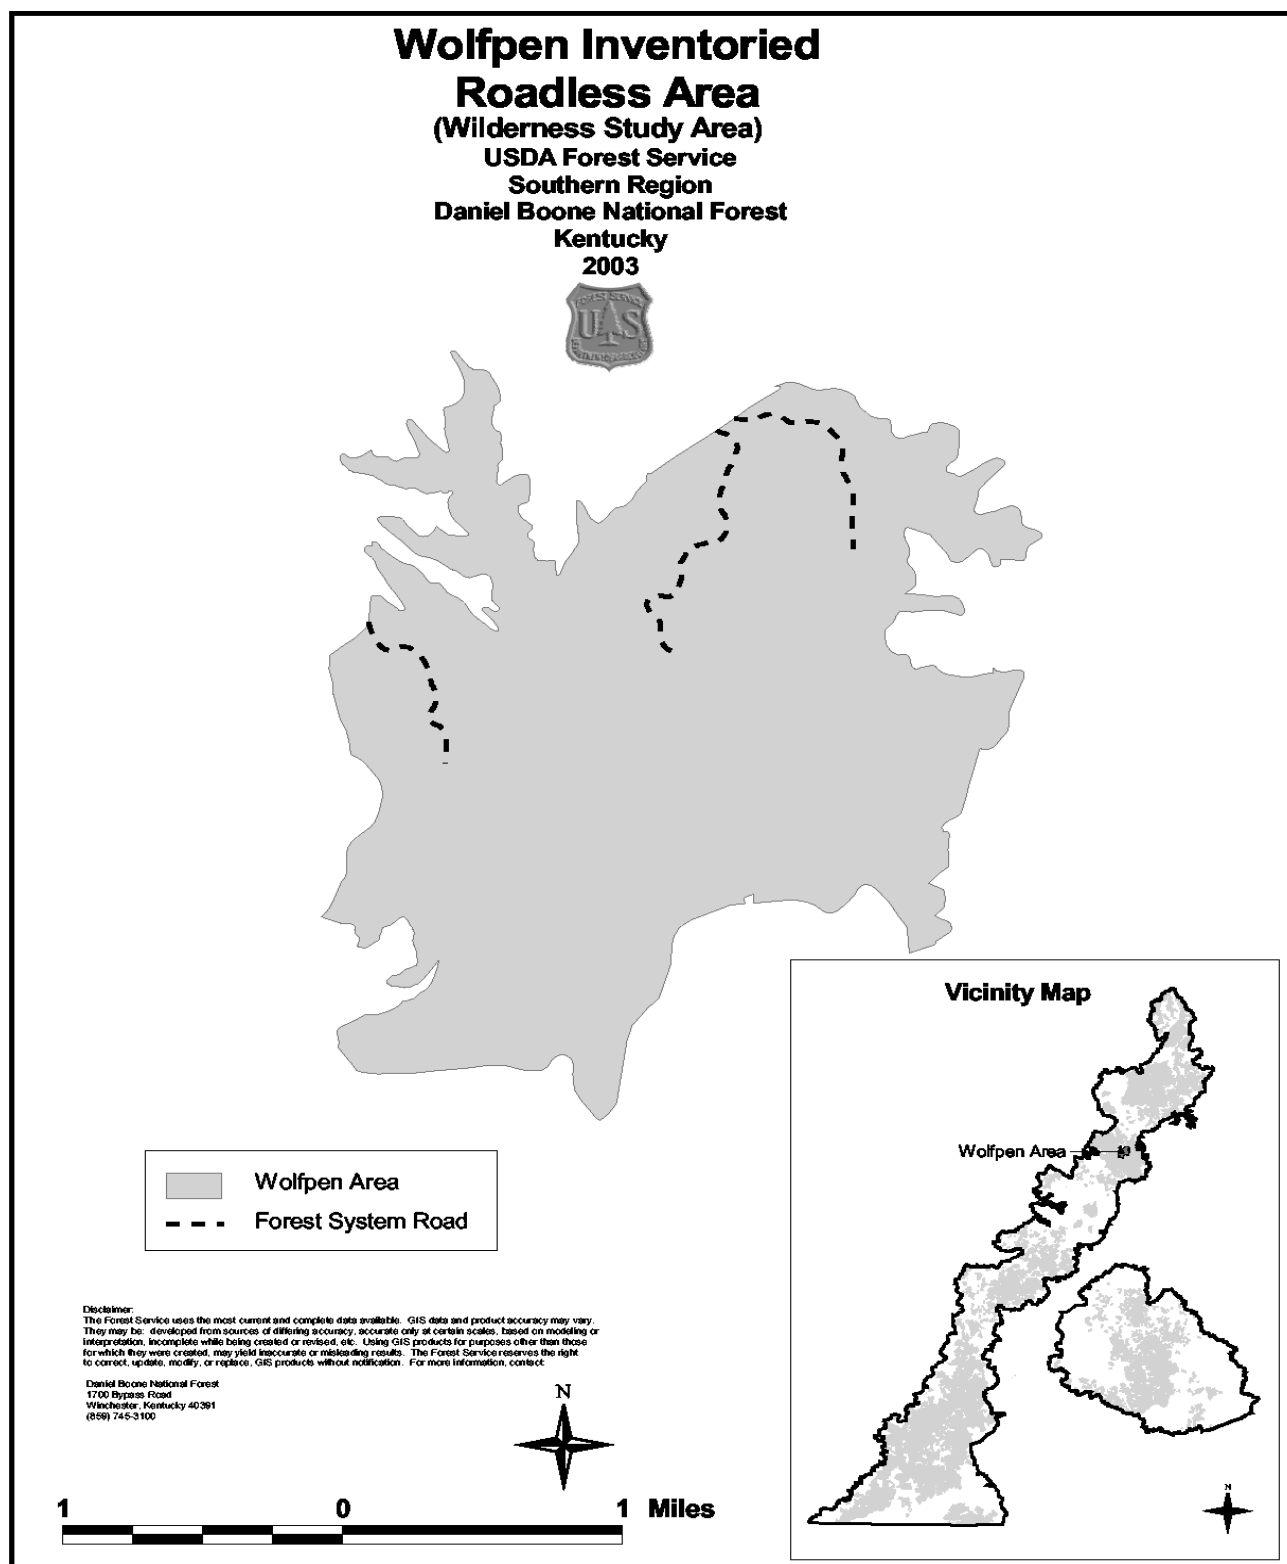 Wolfpen Inventoried
Roadless Area
(Wilderness Study Area)
USDA Forest Service
Southern Region
Daniel Boone National Forest
Kentucky
2003
FOREST SERVICE
U S
Vicinity Map
Wolfpen Area
Wolfpen Area
Forest System Road
Disclaimer:
The Forest Service uses the most current and complete data available. GIS data and product accuracy may vary.
They may be: developed from sources of differing accuracy, accurate only at certain scales, based on modeling or
interpretation, incomplete while being created or revised, etc. Using GIS products for purposes other than those
for which they were created, may yield inaccurate or misleading results. The Forest Service reserves the right
to correct, update, modify, or replace, GIS products without notification. For more information, contact:
Daniel Boone National Forest
1700 Bypass Road
Winchester, Kentucky 40391
(859) 745-3100
N
1 0 1 Miles
N